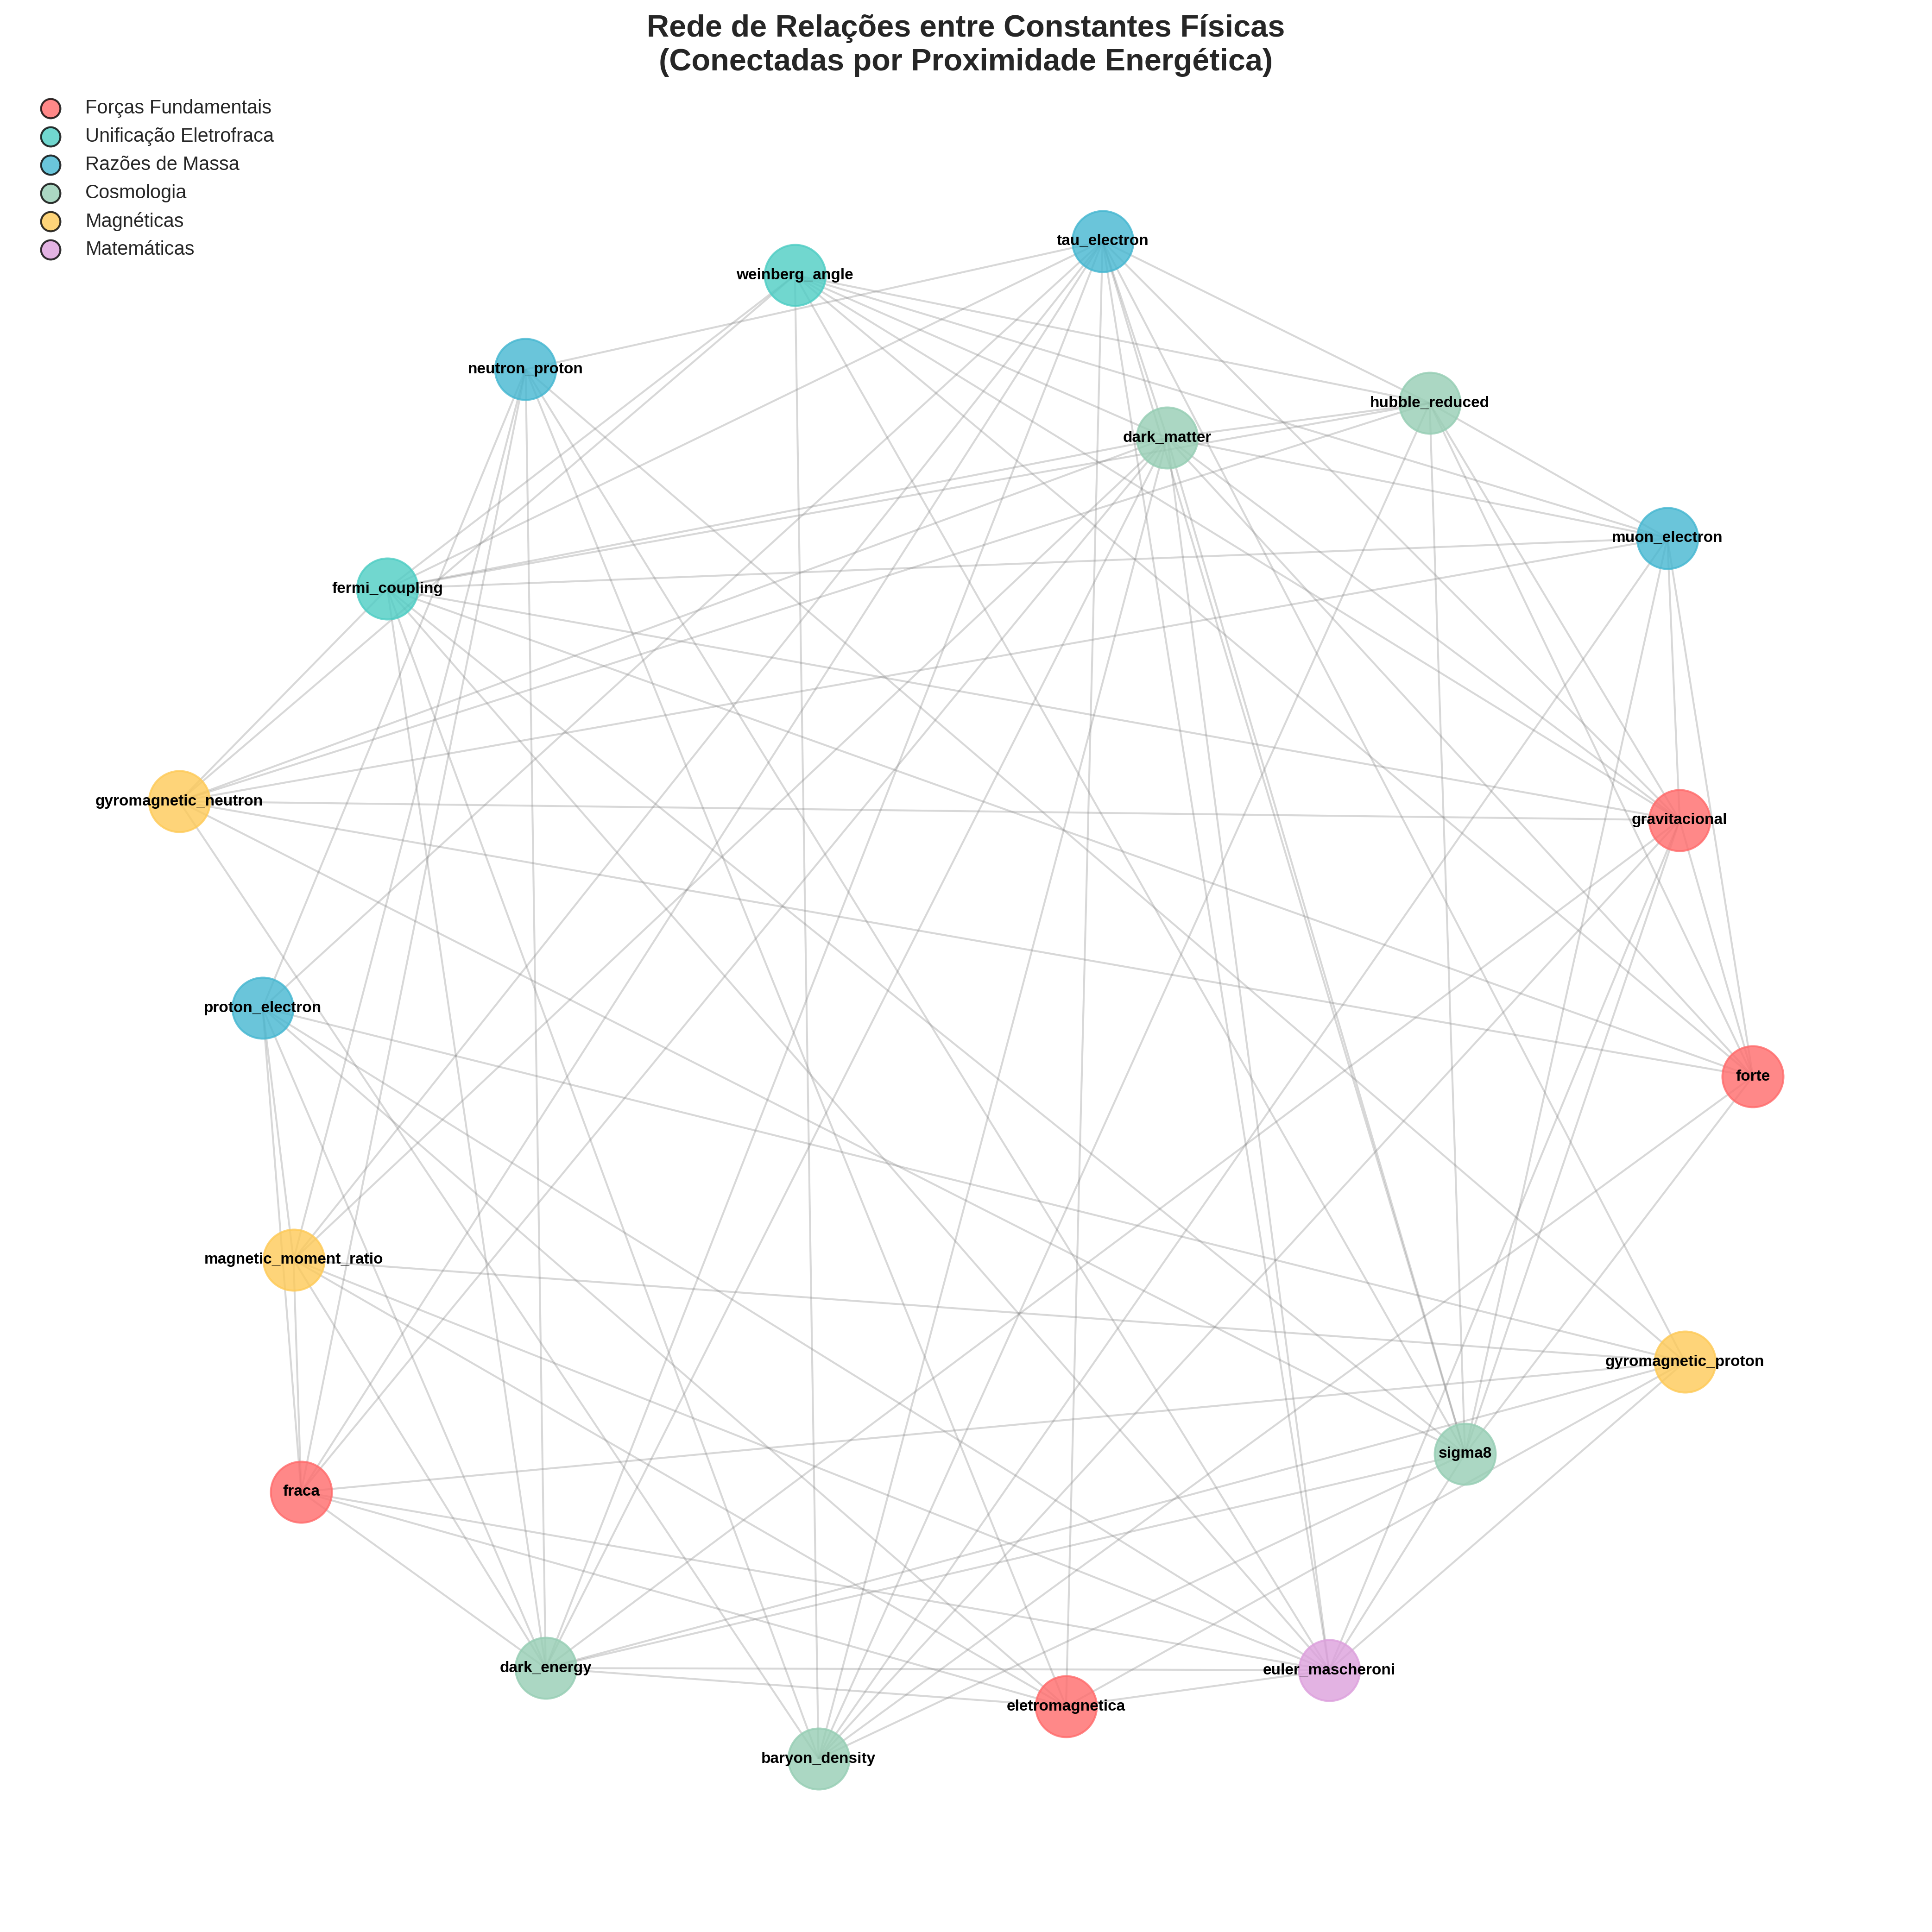 Rede de Relações entre Constantes Físicas
(Conectadas por Proximidade Energética)
Forças Fundamentais
Unificação Eletrofraca
Razões de Massa
Cosmologia
Magnéticas
Matemáticas
tau_electron
weinberg_angle
neutron_proton
hubble_reduced
dark_matter
muon_electron
fermi_coupling
gyromagnetic_neutron
gravitacional
proton_electron
forte
magnetic_moment_ratio
gyromagnetic_proton
sigma8
fraca
dark_energy
euler_mascheroni
eletromagnetica
baryon_density